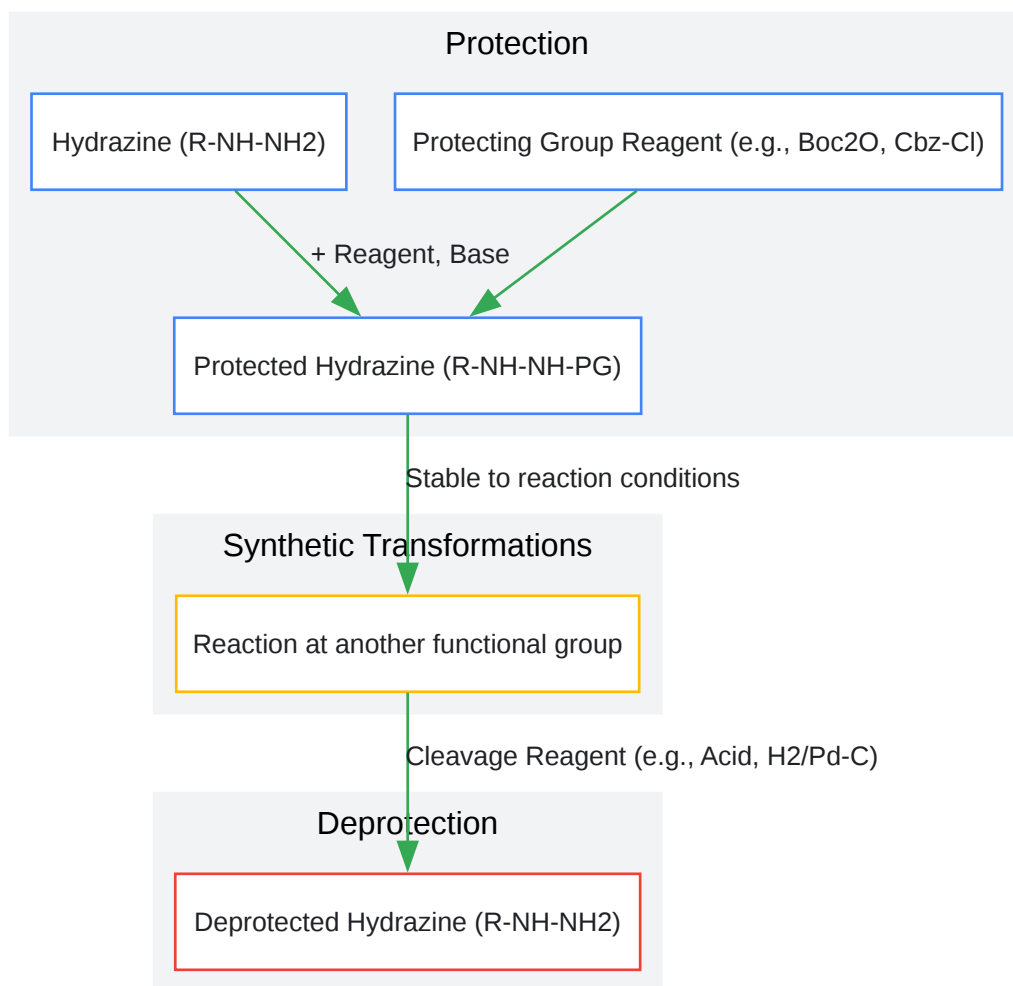 Protection
Hydrazine (R-NH-NH2)
Protecting Group Reagent (e.g., Boc2O, Cbz-Cl)
+ Reagent, Base
Protected Hydrazine (R-NH-NH-PG)
Stable to reaction conditions
Synthetic Transformations
Reaction at another functional group
Cleavage Reagent (e.g., Acid, H2/Pd-C)
Deprotection
Deprotected Hydrazine (R-NH-NH2)